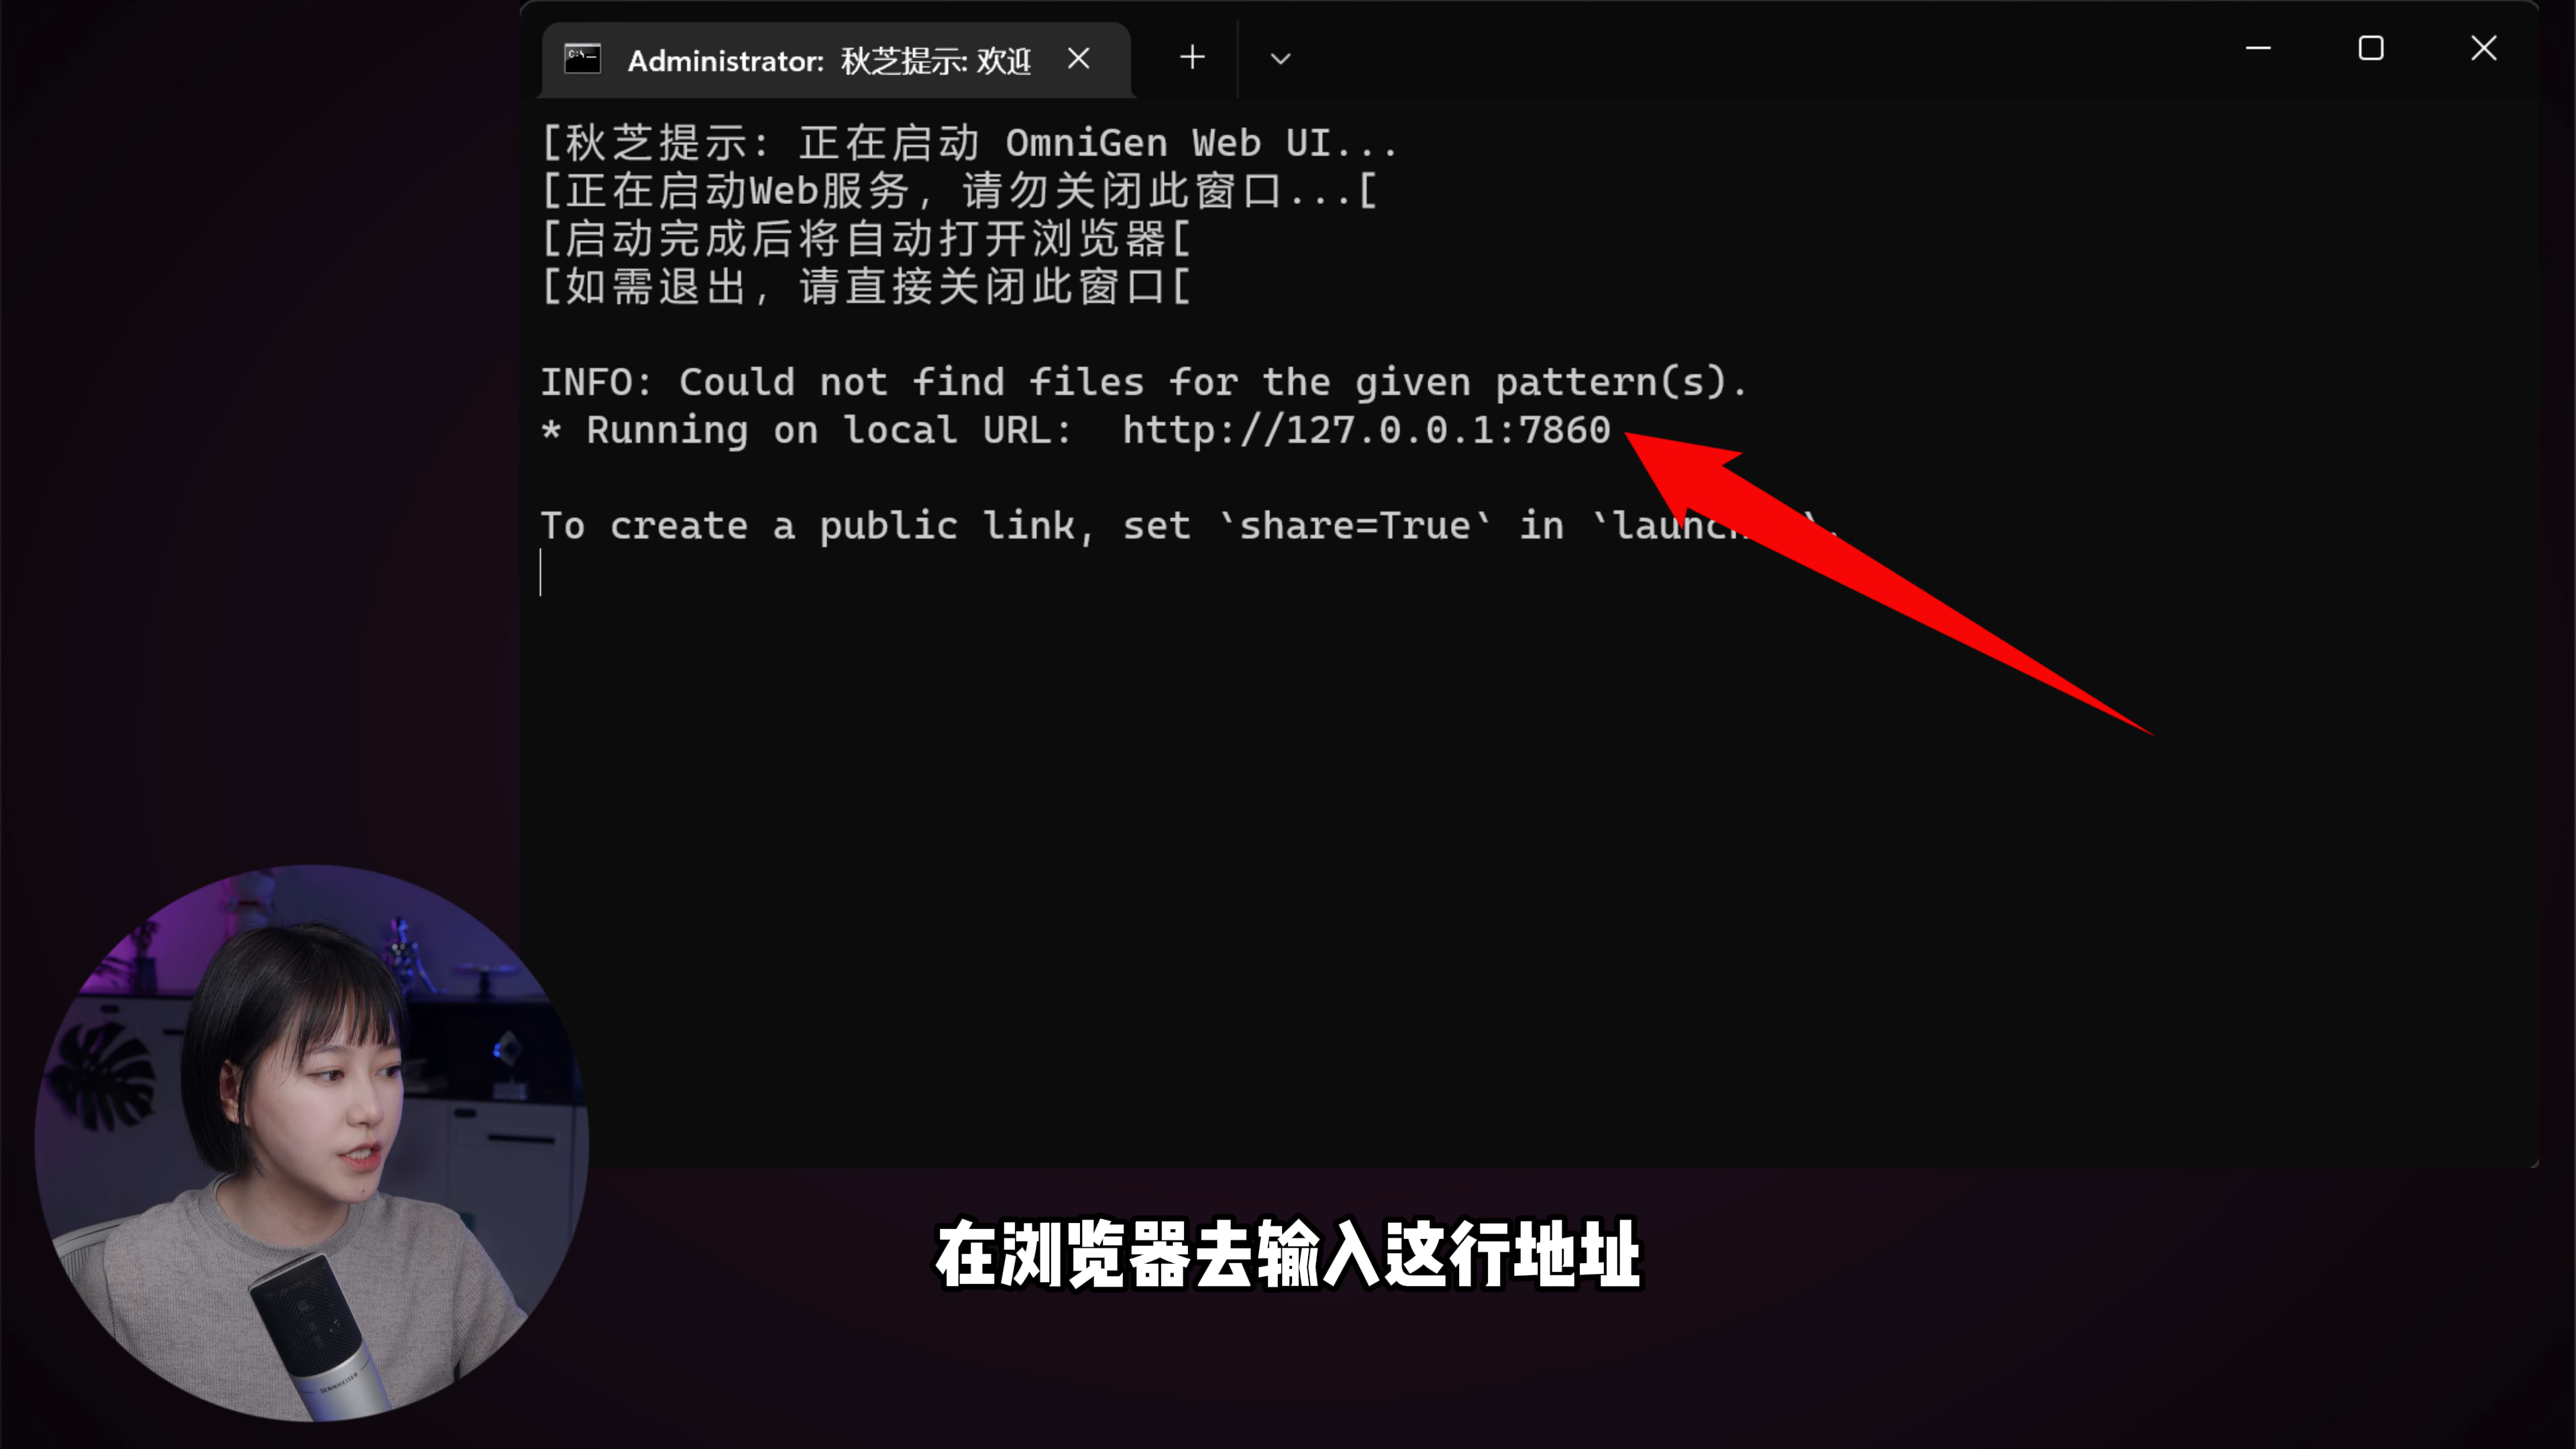 Administrator: 秋芝提示: 欢迎
[秋芝提示: 正在启动 OmniGen Web UI...
[正在启动Web服务, 请勿关闭此窗口...[
[启动完成后将自动打开浏览器[
[如需退出, 请直接关闭此窗口[
INFO: Could not find files for the given pattern(s).
* Running on local URL:  http://127.0.0.1:7860
To create a public link, set `share=True` in
SENNHEISER
在浏览器去输入这行地址